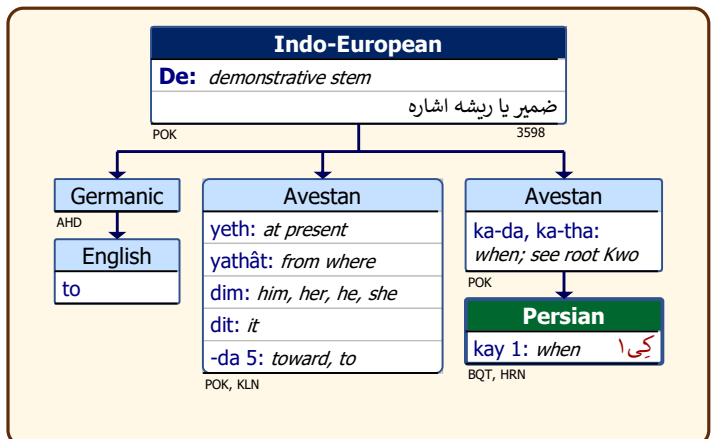 Indo-European
De: demonstrative stem
ضمیر یا ریشه اشاره
POK 3598
Germanic
AHD
English
to
Avestan
yeth: at present
yathât: from where
dim: him, her, he, she
dit: it
-da 5: toward, to
POK, KLN
Avestan
ka-da, ka-tha:
when; see root Kwo
POK
Persian
kay 1: when کِی۱
BQT, HRN